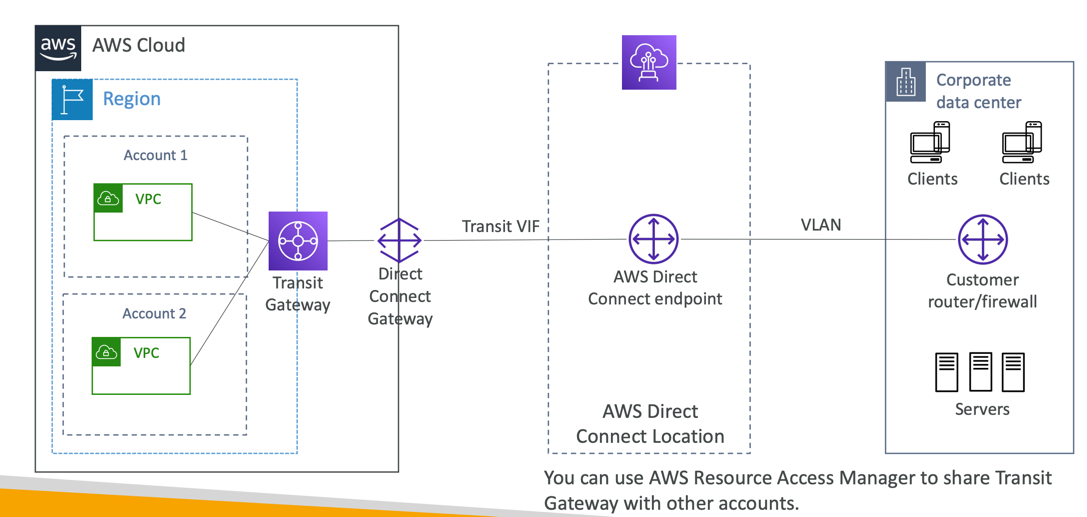 aws
AWS Cloud
Region
Account 1
VPC
Account 2
VPC
Transit
Gateway
Direct
Connect
Gateway
Transit VIF
AWS Direct
Connect endpoint
AWS Direct
Connect Location
VLAN
Corporate
data center
Clients
Clients
Customer
router/firewall
Servers
You can use AWS Resource Access Manager to share Transit
Gateway with other accounts.